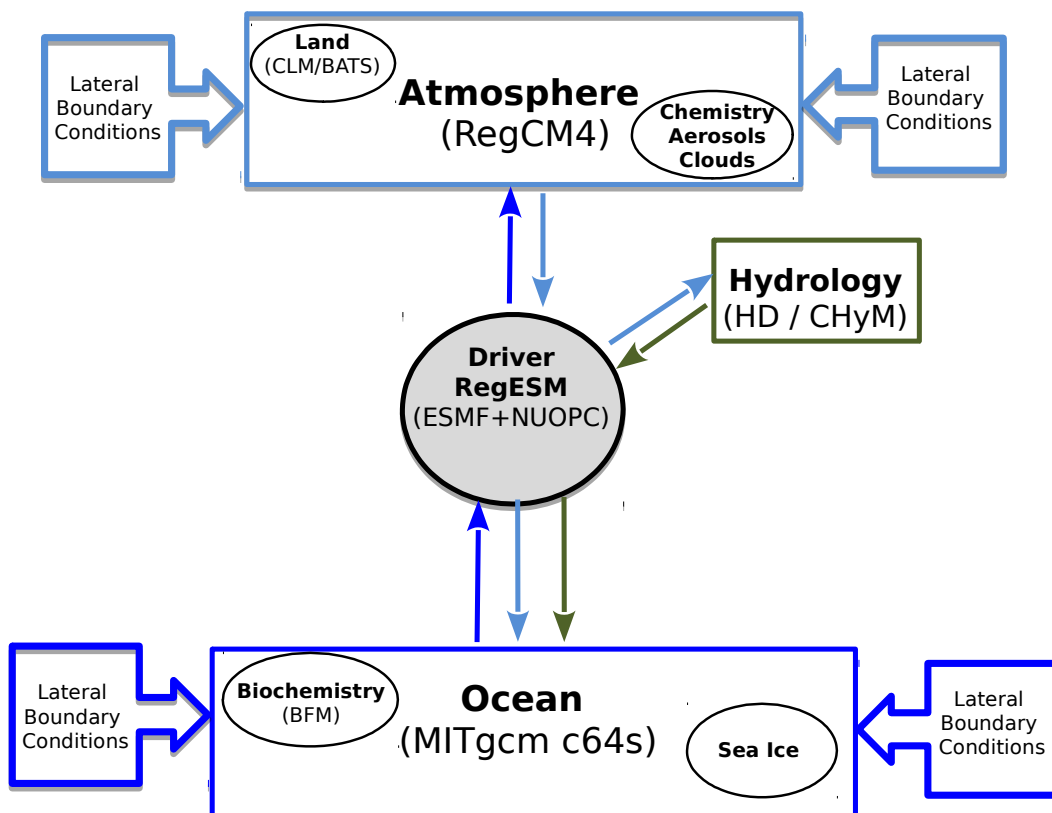 Lateral
Boundary
Conditions
Land
(CLM/BATS)
Atmosphere
(RegCM4)
Chemistry
Aerosols
Clouds
Lateral
Boundary
Conditions
Hydrology
(HD / CHyM)
Driver
RegESM
(ESMF+NUOPC)
Lateral
Boundary
Conditions
Biochemistry
(BFM)
Ocean
(MITgcm c64s)
Sea Ice
Lateral
Boundary
Conditions